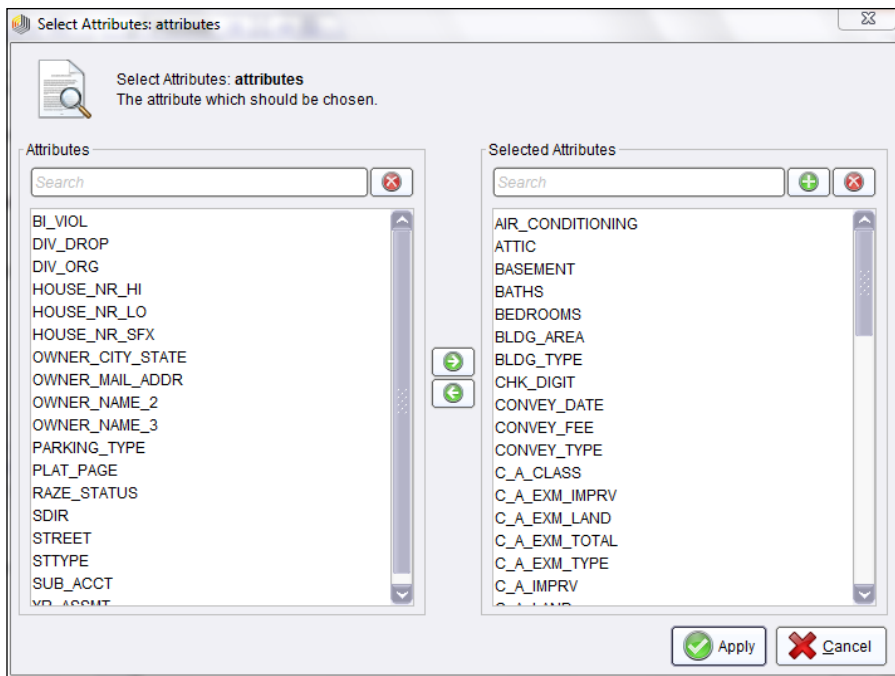 Select Attributes: attributes
Select Attributes: attributes
The attribute which should be chosen.
Attributes
Search
BI_VIOL
DIV_DROP
DIV_ORG
HOUSE_NR_HI
HOUSE_NR_LO
HOUSE_NR_SFX
OWNER_CITY_STATE
OWNER_MAIL_ADDR
OWNER_NAME_2
OWNER_NAME_3
PARKING_TYPE
PLAT_PAGE
RAZE_STATUS
SDIR
STREET
STTYPE
SUB_ACCT
YR_ASSMT
Selected Attributes
Search
AIR_CONDITIONING
ATTIC
BASEMENT
BATHS
BEDROOMS
BLDG_AREA
BLDG_TYPE
CHK_DIGIT
CONVEY_DATE
CONVEY_FEE
CONVEY_TYPE
C_A_CLASS
C_A_EXM_IMPRV
C_A_EXM_LAND
C_A_EXM_TOTAL
C_A_EXM_TYPE
C_A_IMPRV
C_A_LAND
Apply
Cancel